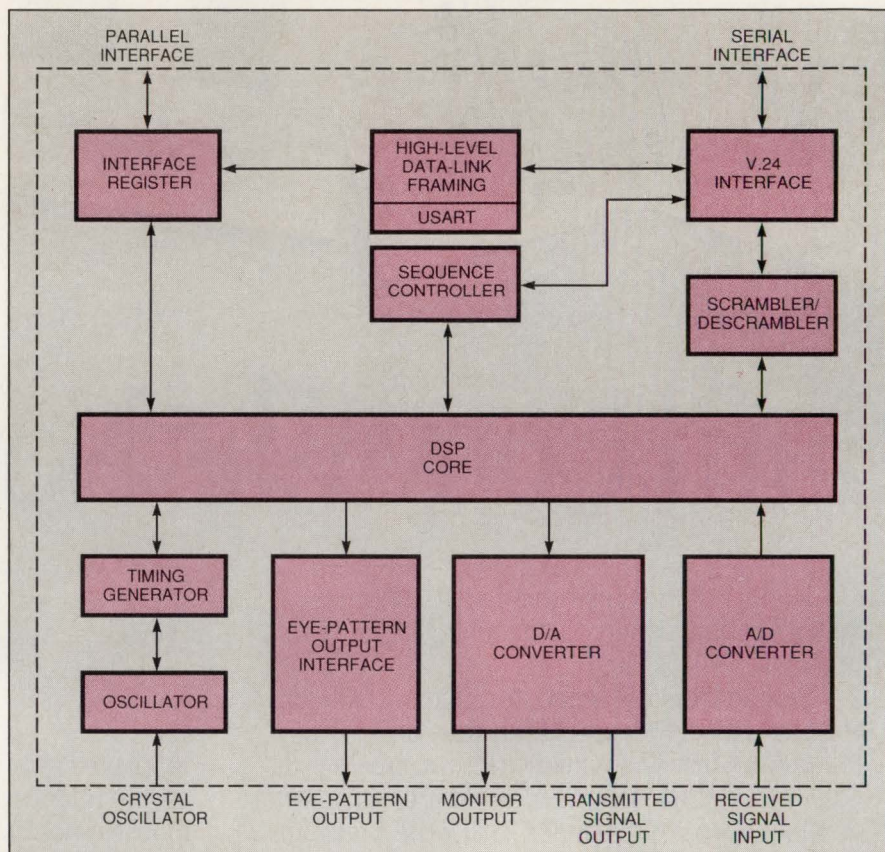 PARALLEL
INTERFACE
SERIAL
INTERFACE
INTERFACE
REGISTER
HIGH-LEVEL
DATA-LINK
FRAMING
USART
V.24
INTERFACE
SEQUENCE
CONTROLLER
SCRAMBLER/
DESCRAMBLER
DSP
CORE
TIMING
GENERATOR
OSCILLATOR
EYE-PATTERN
OUTPUT
INTERFACE
D/A
CONVERTER
A/D
CONVERTER
CRYSTAL
OSCILLATOR
EYE-PATTERN
OUTPUT
MONITOR
OUTPUT
TRANSMITTED
SIGNAL
OUTPUT
RECEIVED
SIGNAL
INPUT